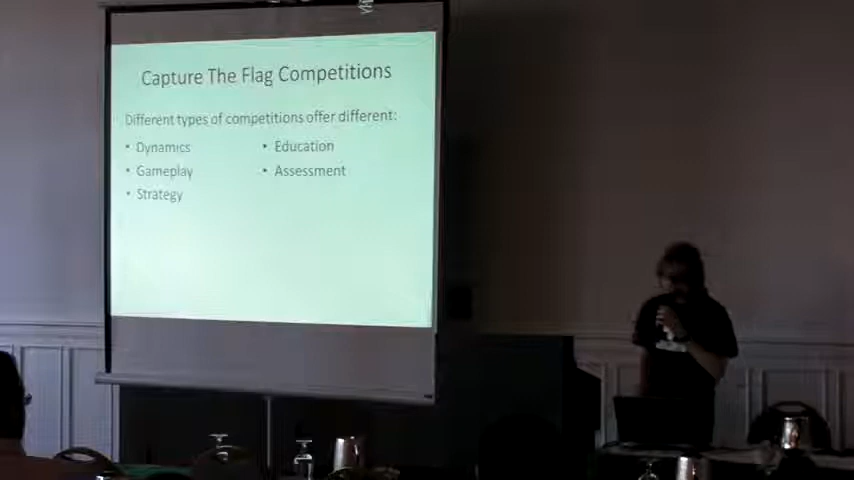 Capture The Flag Competitions
Different types of competitions offer different:
• Dynamics
• Gameplay
• Strategy
• Education
• Assessment